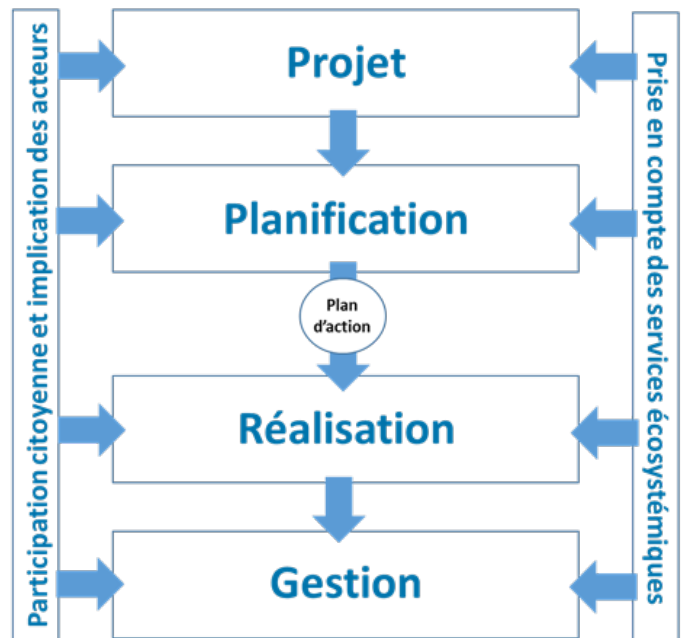 Participation citoyenne et implication des acteurs
Projet
Planification
Plan
d'action
Réalisation
Gestion
Prise en compte des services écosystémiques